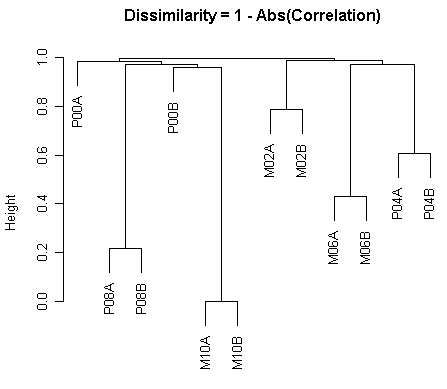 Dissimilarity = 1 - Abs(Correlation)
Height
1.0
0.8
0.6
0.4
0.2
0.0
P00A
P08A
P08B
P00B
M10A
M10B
M02A
M02B
M06A
M06B
P04A
P04B